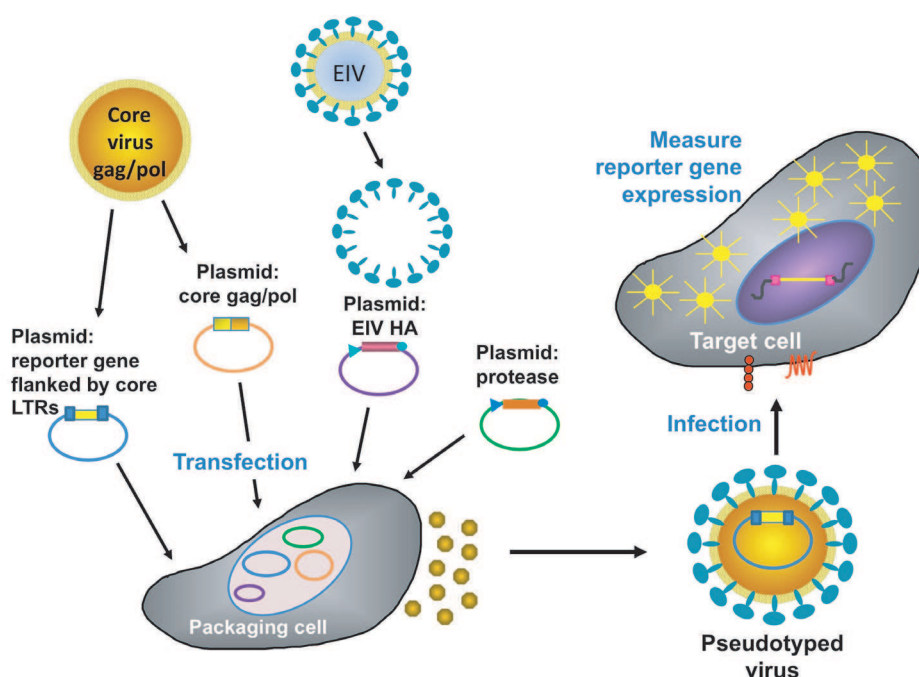 EIV
Core
virus
gag/pol
Measure
reporter gene
expression
Plasmid:
core gag/pol
Plasmid:
EIV HA
Plasmid:
reporter gene
flanked by core
LTRs
Plasmid:
protease
Target cell
Transfection
Infection
Packaging cell
Pseudotyped
virus